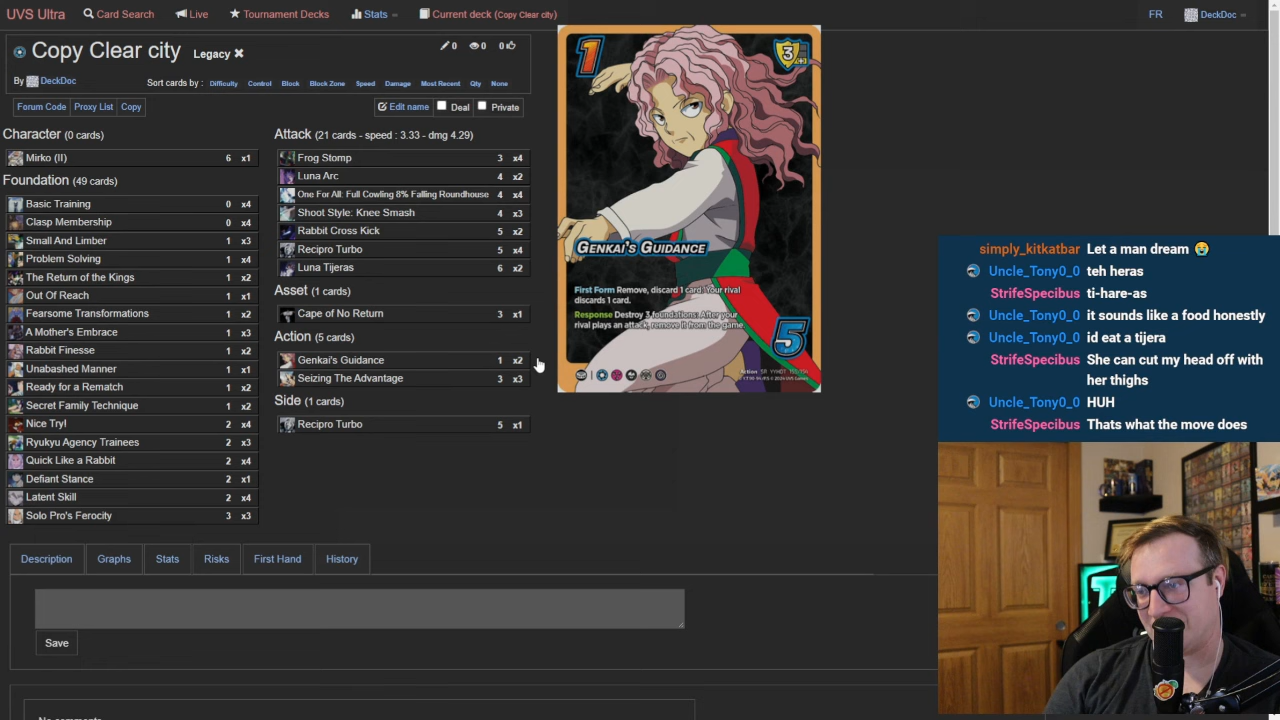 UVS Ultra Card Search Live Tournament Decks Stats Current deck (Copy Clear city) FR DeckDoc
Copy Clear city Legacy 0 0 0
By DeckDoc Sort cards by : Difficulty Control Block Block Zone Speed Damage Most Recent Qty None
Forum Code Proxy List Copy Edit name Deal Private
Character (0 cards)
Mirko (II) 6 x1
Foundation (49 cards)
Basic Training 0 x4
Clasp Membership 0 x4
Small And Limber 1 x3
Problem Solving 1 x4
The Return of the Kings 1 x2
Out Of Reach 1 x1
Fearsome Transformations 1 x2
A Mother's Embrace 1 x3
Rabbit Finesse 1 x2
Unabashed Manner 1 x1
Ready for a Rematch 1 x2
Secret Family Technique 1 x2
Nice Try! 2 x4
Ryukyu Agency Trainees 2 x3
Quick Like a Rabbit 2 x4
Defiant Stance 2 x1
Latent Skill 2 x4
Solo Pro's Ferocity 3 x3
Attack (21 cards - speed : 3.33 - dmg 4.29)
Frog Stomp 3 x4
Luna Arc 4 x2
One For All: Full Cowling 8% Falling Roundhouse 4 x4
Shoot Style: Knee Smash 4 x3
Rabbit Cross Kick 5 x2
Recipro Turbo 5 x4
Luna Tijeras 6 x2
Asset (1 cards)
Cape of No Return 3 x1
Action (5 cards)
Genkai's Guidance 1 x2
Seizing The Advantage 3 x3
Side (1 cards)
Recipro Turbo 5 x1
1
3
Genkai's Guidance
First Form Remove, discard 1 card: Your rival
discards 1 card.
Response Destroy 3 foundations: After your
rival plays an attack, remove it from the game.
5
simply_kitkatbar Let a man dream 😭
Uncle_Tony0_0 teh heras
StrifeSpecibus ti-hare-as
Uncle_Tony0_0 it sounds like a food honestly
Uncle_Tony0_0 id eat a tijera
StrifeSpecibus She can cut my head off with
her thighs
Uncle_Tony0_0 HUH
StrifeSpecibus Thats what the move does
Description Graphs Stats Risks First Hand History
Save
No comments